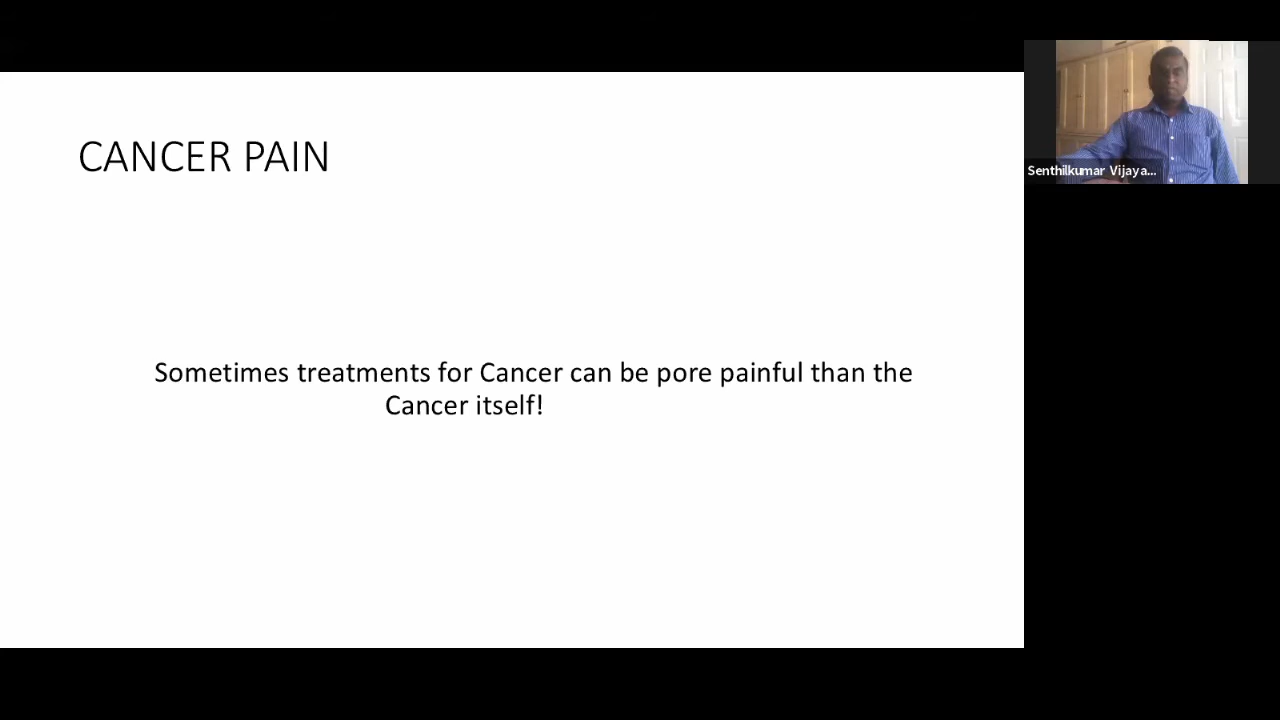 CANCER PAIN
Sometimes treatments for Cancer can be pore painful than the
Cancer itself!
Senthilkumar Vijaya...